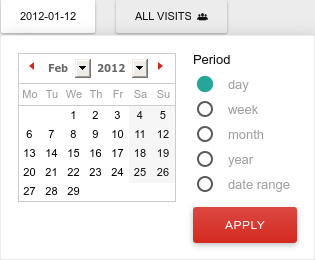 2012-01-12 ALL VISITS
Period
Feb 2012
Mo Tu We Th Fr Sa Su
1 2 3 4 5
6 7 8 9 10 11 12
13 14 15 16 17 18 19
20 21 22 23 24 25 26
27 28 29
day
week
month
year
date range
APPLY